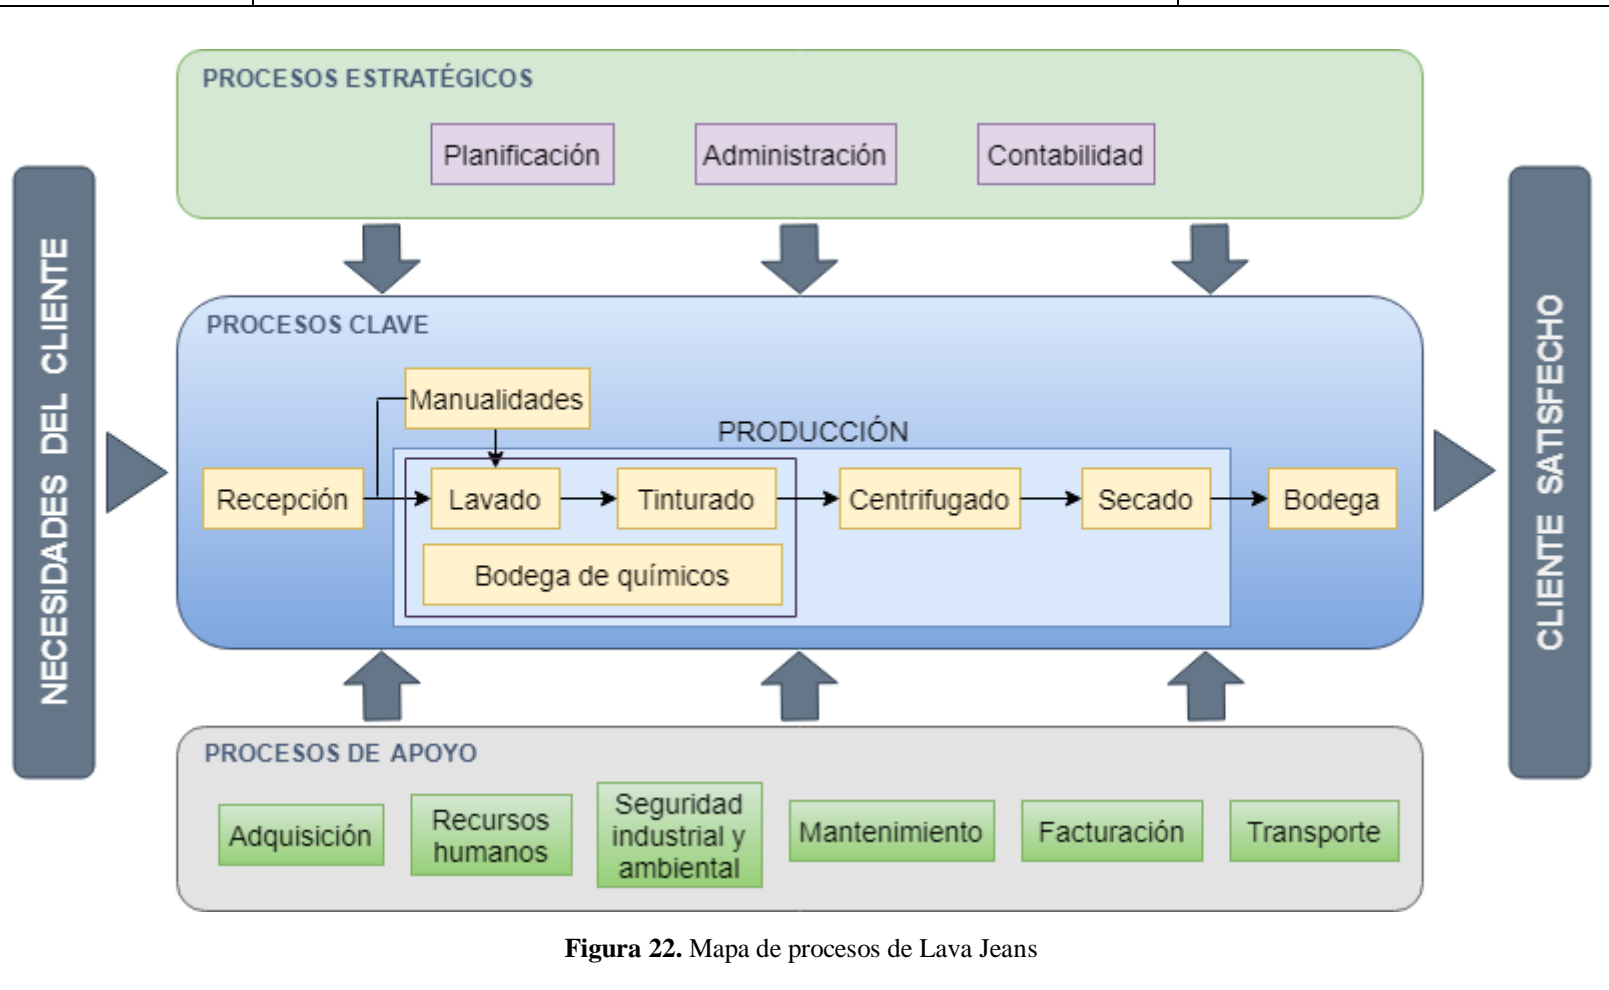 PROCESOS ESTRATÉGICOS
Planificación
Administración
Contabilidad
NECESIDADES DEL CLIENTE
PROCESOS CLAVE
Manualidades
PRODUCCIÓN
Recepción
Lavado
Tinturado
Centrifugado
Secado
Bodega
Bodega de químicos
CLIENTE SATISFECHO
PROCESOS DE APOYO
Adquisición
Recursos
humanos
Seguridad
industrial y
ambiental
Mantenimiento
Facturación
Transporte
Figura 22. Mapa de procesos de Lava Jeans